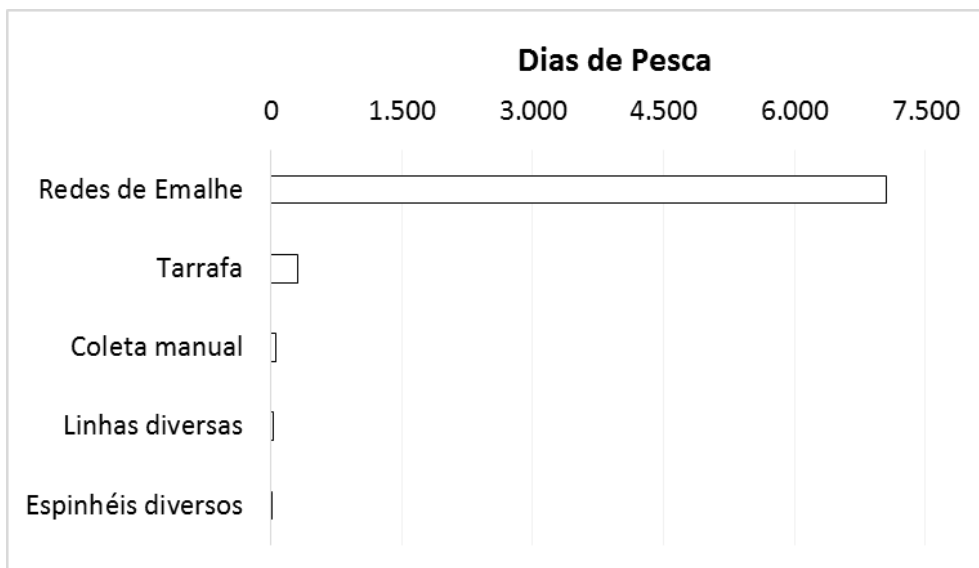 Dias de Pesca
0 1.500 3.000 4.500 6.000 7.500
Redes de Emalhe
Tarrafa
Coleta manual
Linhas diversas
Espinhéis diversos